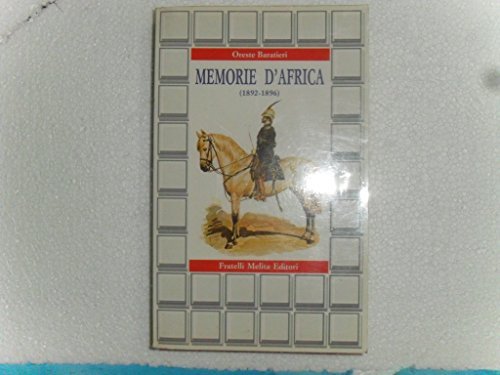 Oreste Baratieri
MEMORIE D'AFRICA
(1892-1896)
Fratelli Melita Editori